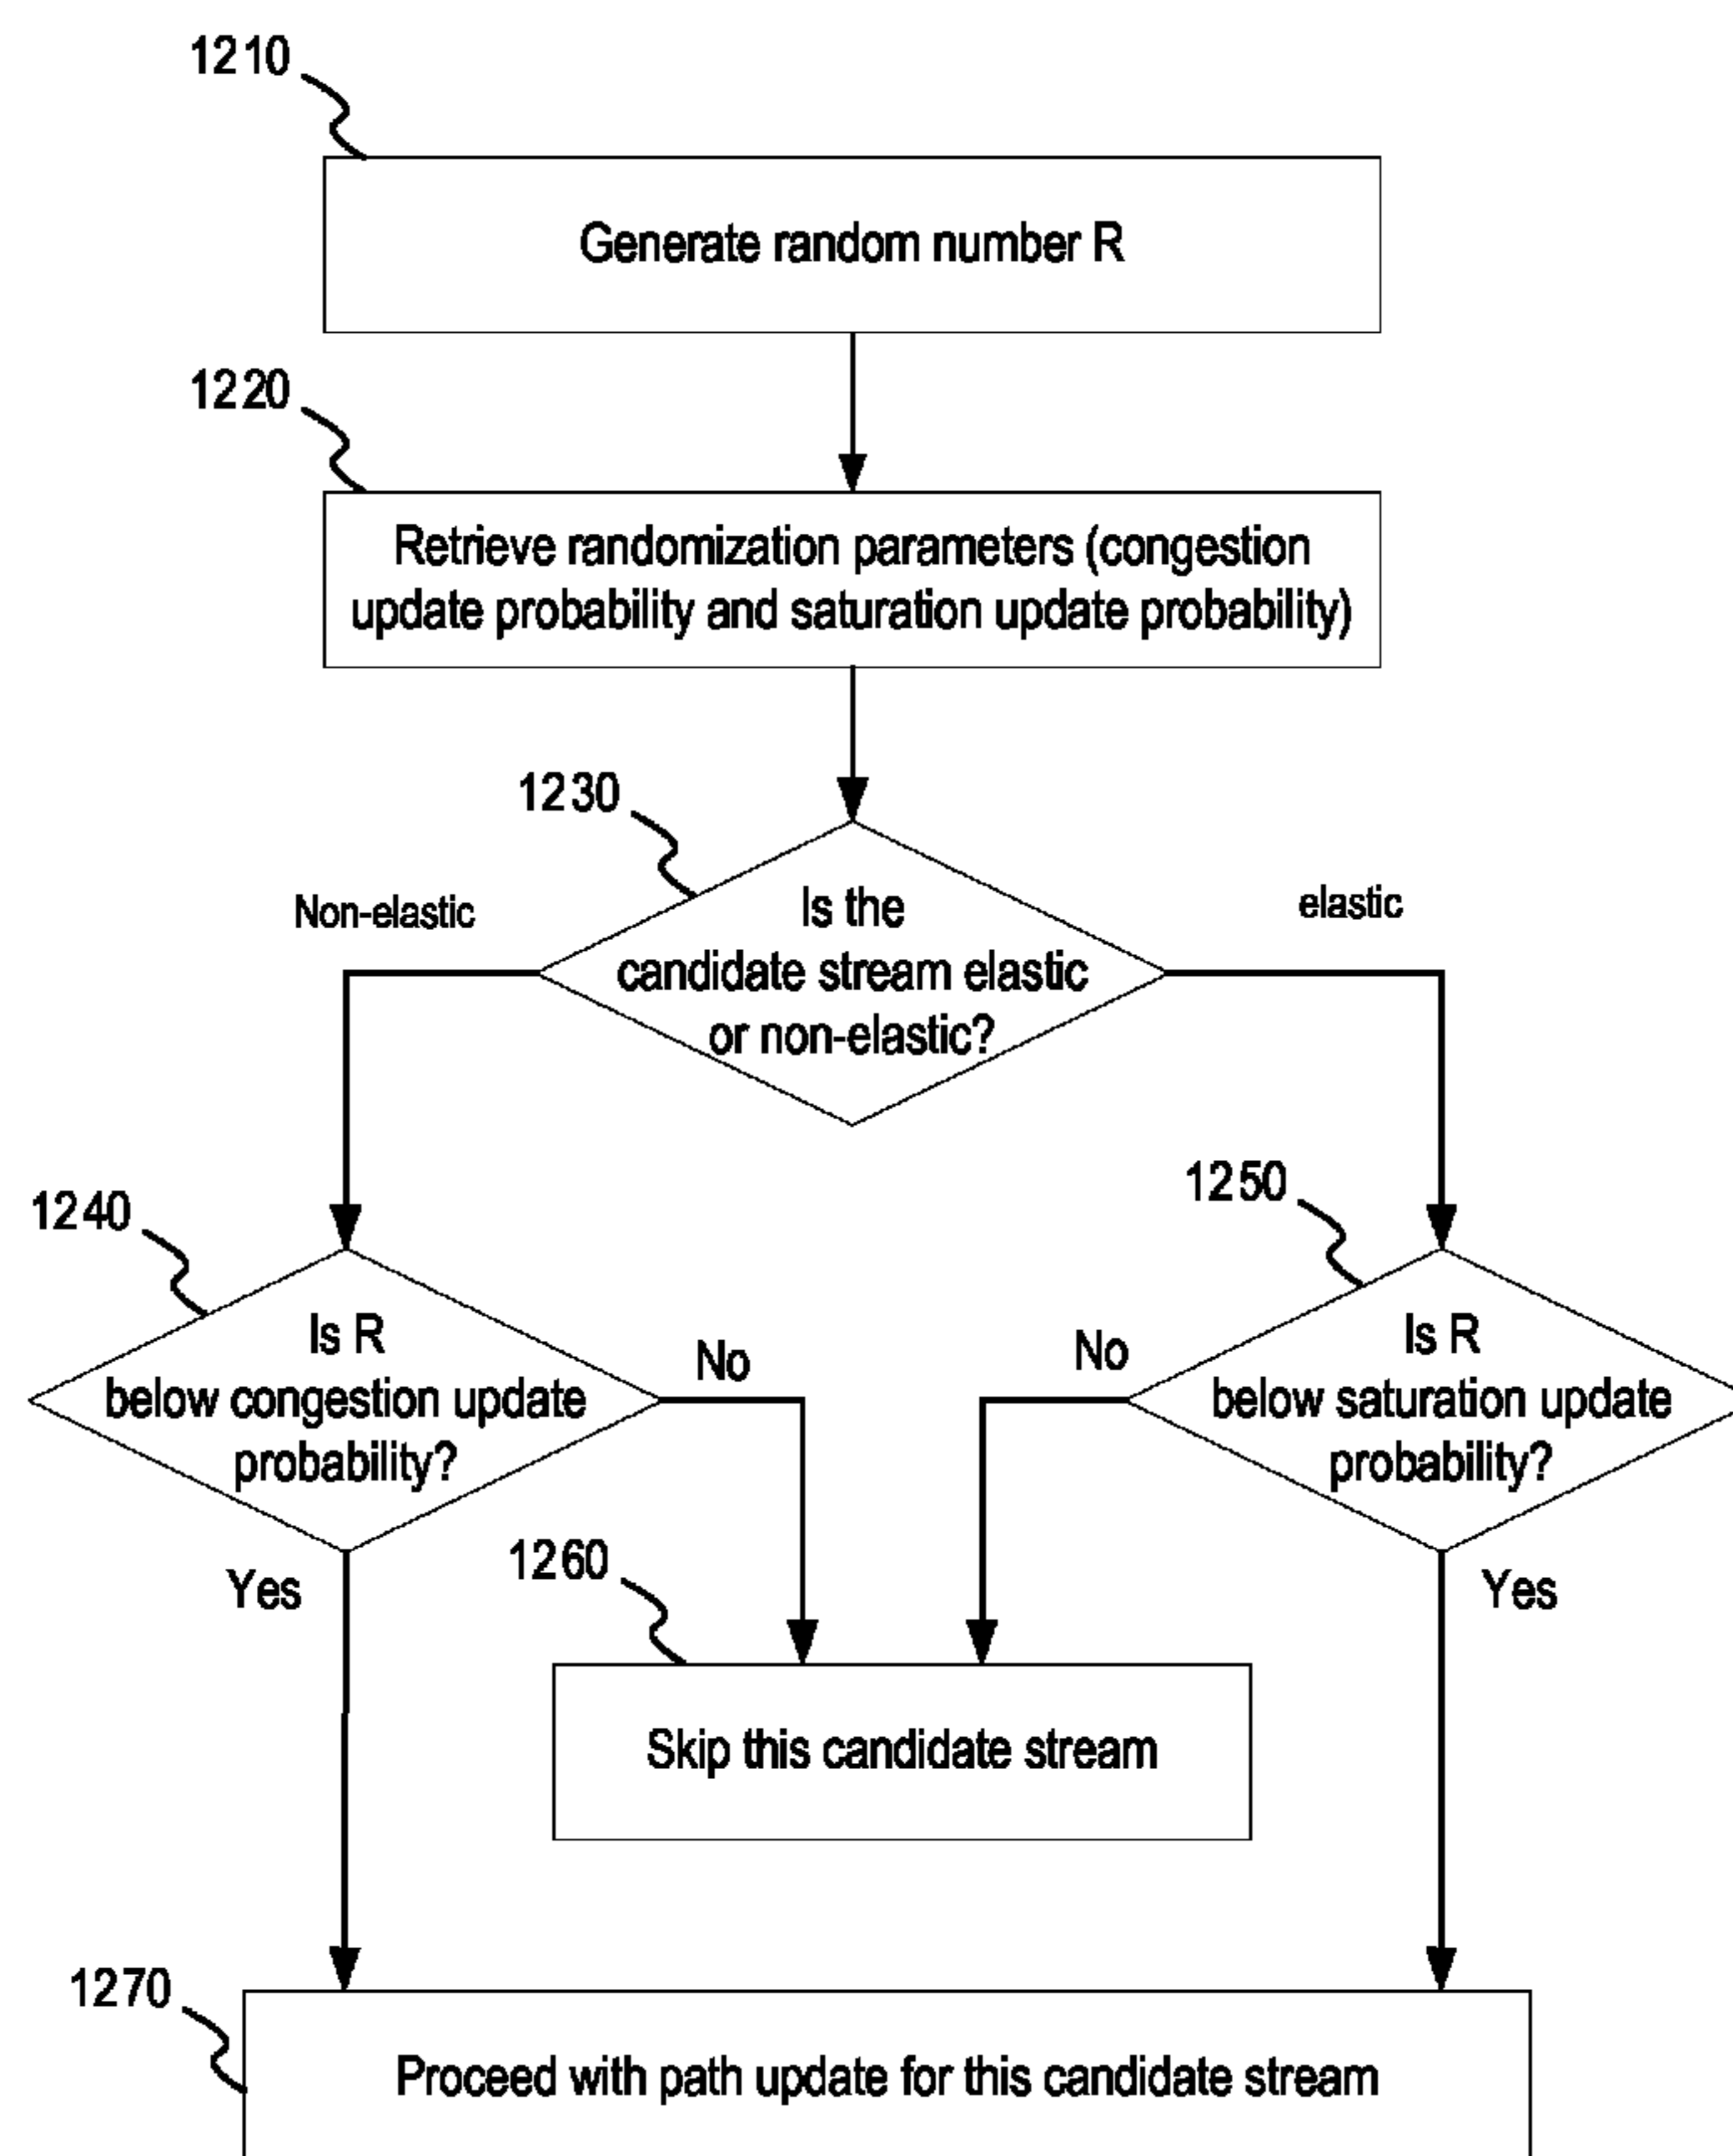 1210
Generate random number R
1220
Retrieve randomization parameters (congestion
update probability and saturation update probability)
1230
Non-elastic
elastic
Is the
candidate stream elastic
or non-elastic?
1240
1250
Is R
below congestion update
probability?
No
No
Is R
below saturation update
probability?
1260
Yes
Yes
Skip this candidate stream
1270
Proceed with path update for this candidate stream